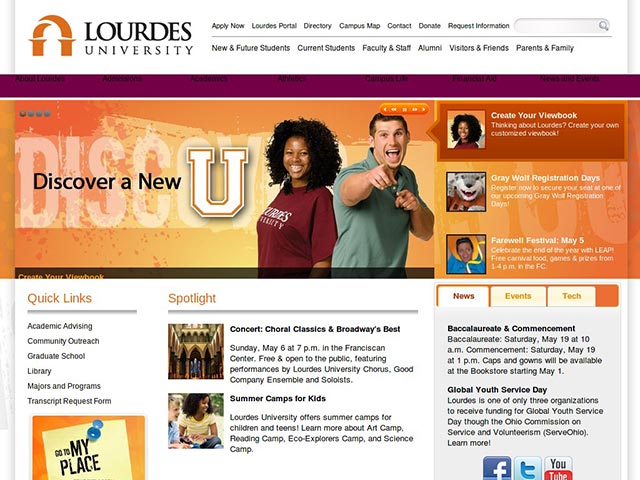 LOURDES
UNIVERSITY
Apply Now Lourdes Portal Directory Campus Map Contact Donate Request Information
New & Future Students Current Students Faculty & Staff Alumni Visitors & Friends Parents & Family
About Lourdes Admissions Academics Athletics Campus Life Financial Aid News and Events
DISCOVER
Discover a New U
LOURDES
UNIVERSITY
Create Your Viewbook
Create Your Viewbook
Thinking about Lourdes? Create your own
customized viewbook!
Gray Wolf Registration Days
Register now to secure your seat at one of
our upcoming Gray Wolf Registration
Days!
Farewell Festival: May 5
Celebrate the end of the year with LEAP!
Free carnival food, games & prizes from
1-4 p.m. in the FC.
Quick Links
Academic Advising
Community Outreach
Graduate School
Library
Majors and Programs
Transcript Request Form
GO TO MY
PLACE
Spotlight
Concert: Choral Classics & Broadway's Best
Sunday, May 6 at 7 p.m. in the Franciscan
Center. Free & open to the public, featuring
performances by Lourdes University Chorus, Good
Company Ensemble and Soloists.
Summer Camps for Kids
Lourdes University offers summer camps for
children and teens! Learn more about Art Camp,
Reading Camp, Eco-Explorers Camp, and Science
Camp.
News Events Tech
Baccalaureate & Commencement
Baccalaureate: Saturday, May 19 at 10
a.m. Commencement: Saturday, May 19
at 1 p.m. Caps and gowns will be available
at the Bookstore starting May 1.
Global Youth Service Day
Lourdes is one of only three organizations
to receive funding for Global Youth Service
Day though the Ohio Commission on
Service and Volunteerism (ServeOhio).
Learn more!
You
Tube